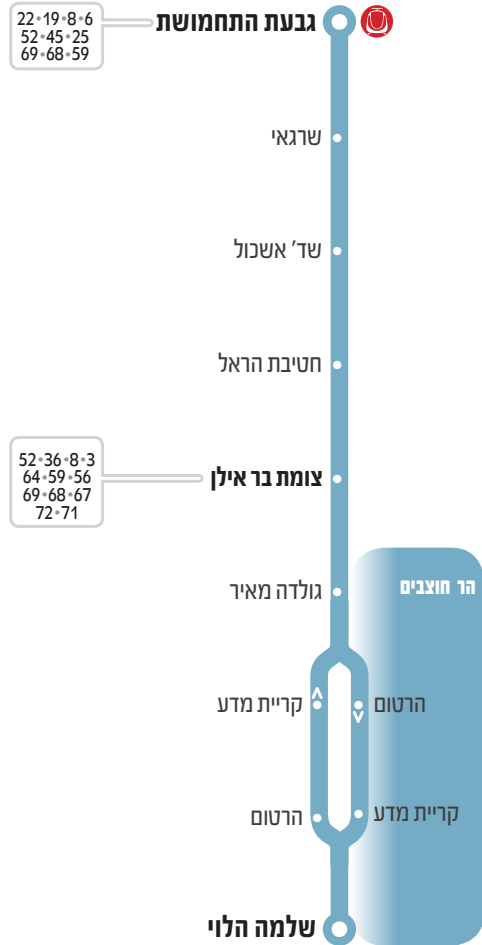 22•19•8•6
52•45•25
69•68•59
גבעת התחמושת
שרגאי
שד' אשכול
חטיבת הראל
52•36•8•3
64•59•56
69•68•67
72•71
צומת בר אילן
הר חוצבים
גולדה מאיר
הרטום
קריית מדע
קריית מדע
הרטום
שלמה הלוי